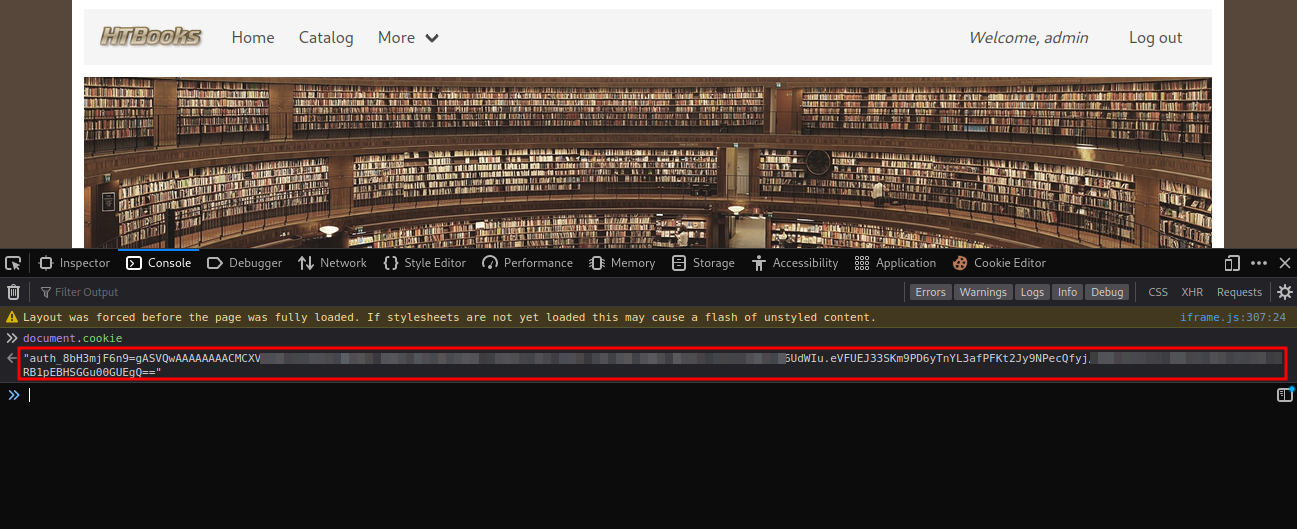 HTBooks Home Catalog More Welcome, admin Log out
Inspector Console Debugger Network Style Editor Performance Memory Storage Accessibility Application Cookie Editor
Filter Output Errors Warnings Logs Info Debug CSS XHR Requests
Layout was forced before the page was fully loaded. If stylesheets are not yet loaded this may cause a flash of unstyled content. iframe.js:307:24
document.cookie
"auth_8bH3mjF6n9=gASVQwAAAAAAAACMCXV SUdWIu.eVFUEJ33SKm9PD6yTnYL3afPFKt2Jy9NPecQfyj
RB1pEBHSGGu00GUEgQ=="